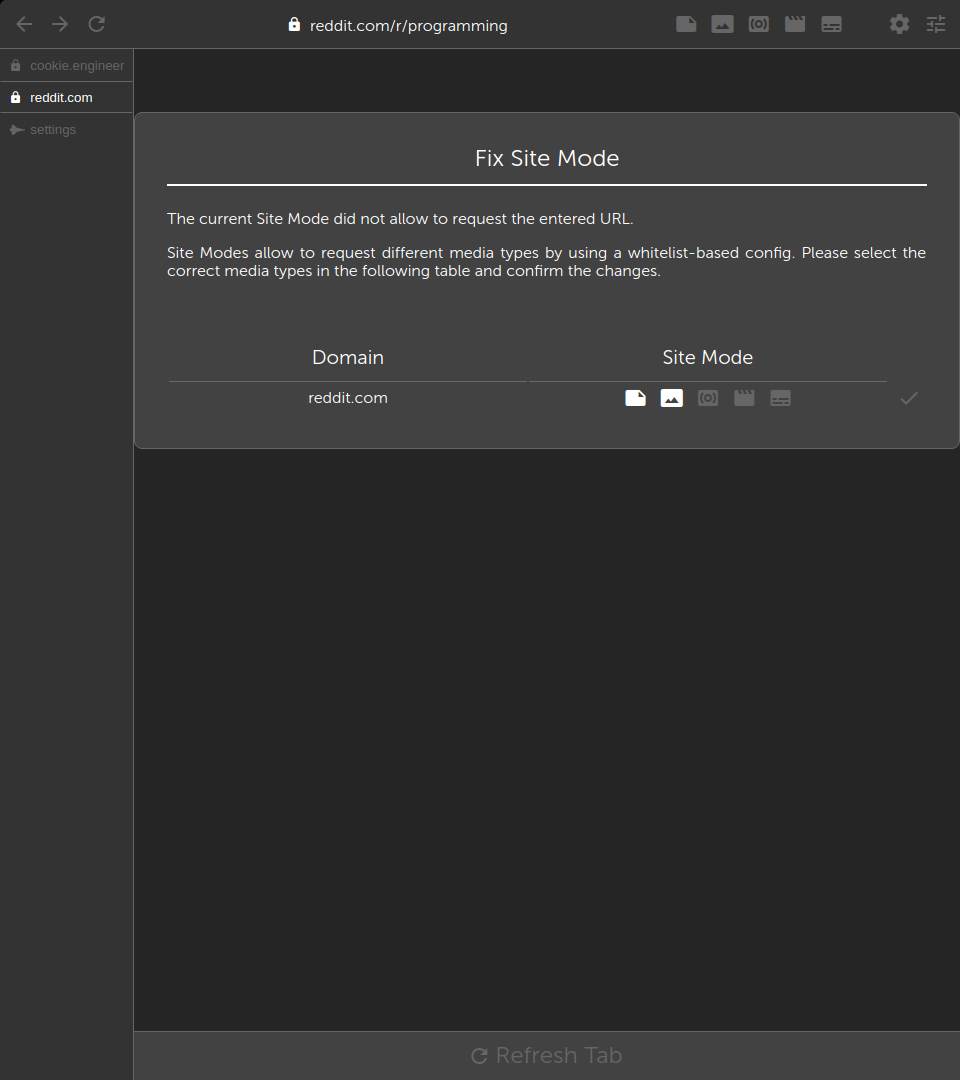 reddit.com/r/programming
cookie.engineer
reddit.com
settings
Fix Site Mode
The current Site Mode did not allow to request the entered URL.
Site Modes allow to request different media types by using a whitelist-based config. Please select the
correct media types in the following table and confirm the changes.
Domain Site Mode
reddit.com
Refresh Tab